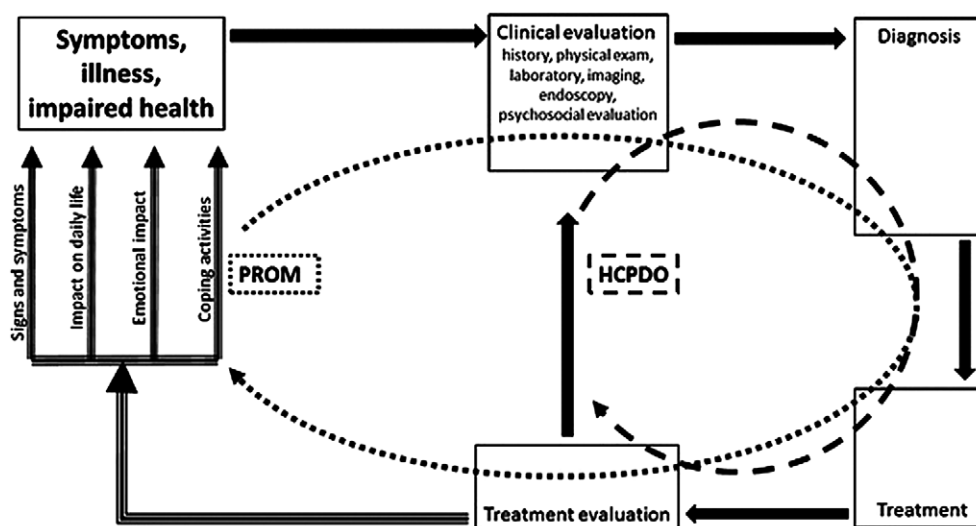 Symptoms,
illness,
impaired health
Clinical evaluation
history, physical exam,
laboratory, imaging,
endoscopy,
psychosocial evaluation
Diagnosis
Signs and symptoms
Impact on daily life
Emotional impact
Coping activities
PROM
HCPDO
Treatment evaluation
Treatment